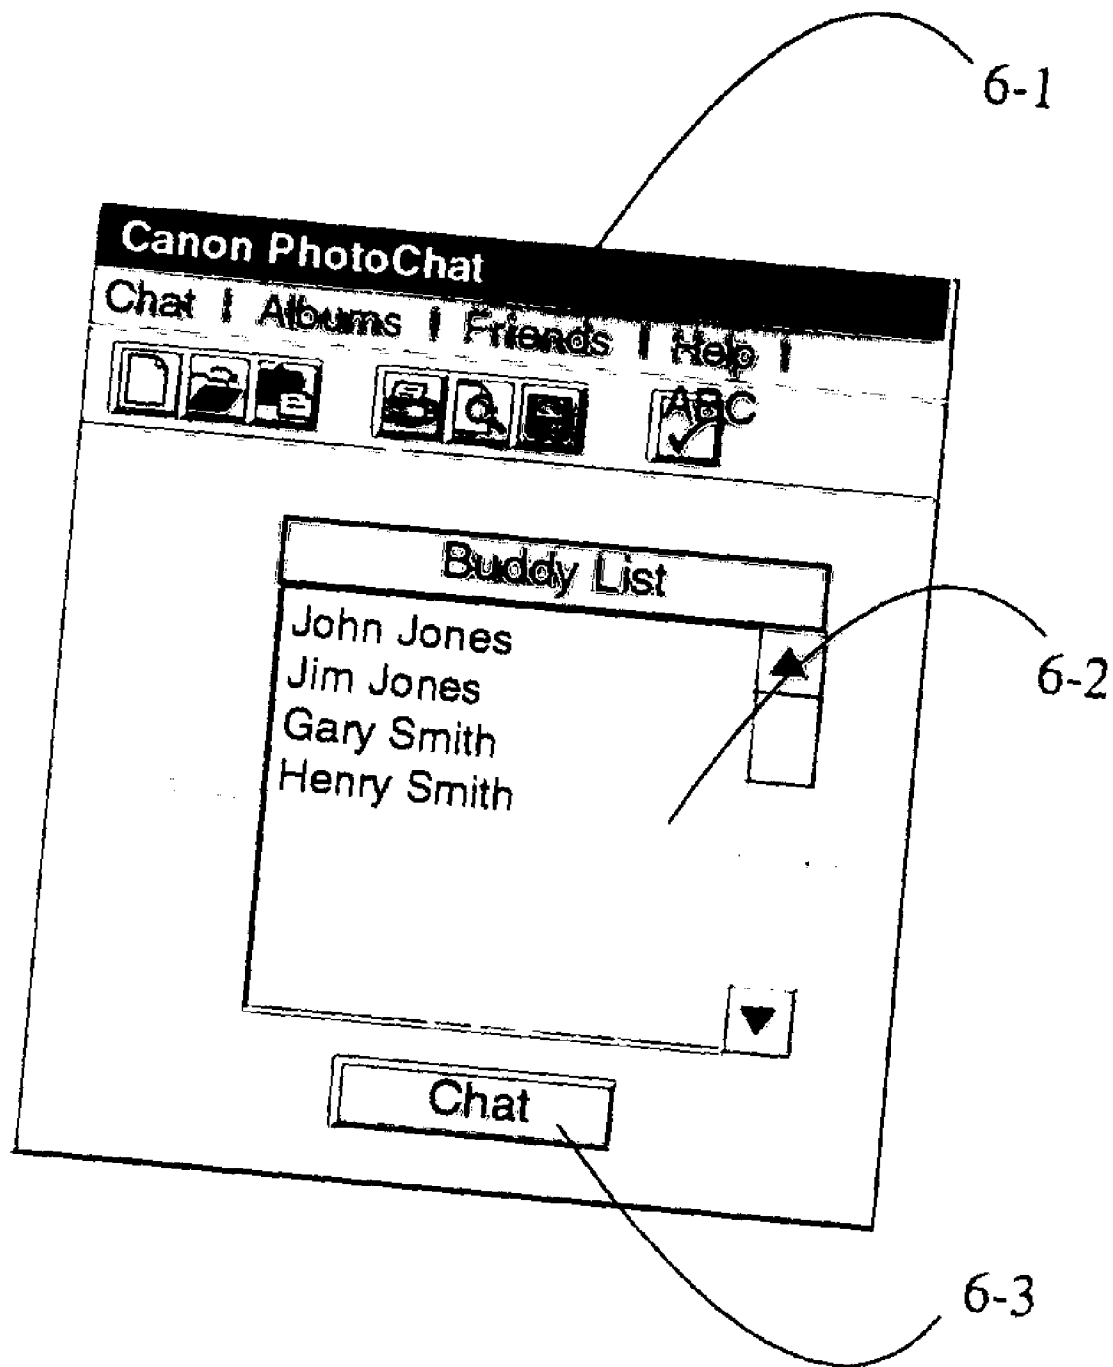 6-1
Canon PhotoChat
Chat | Albums | Friends | Help |
ABC
Buddy List
John Jones
Jim Jones
6-2
Gary Smith
Henry Smith
Chat
6-3